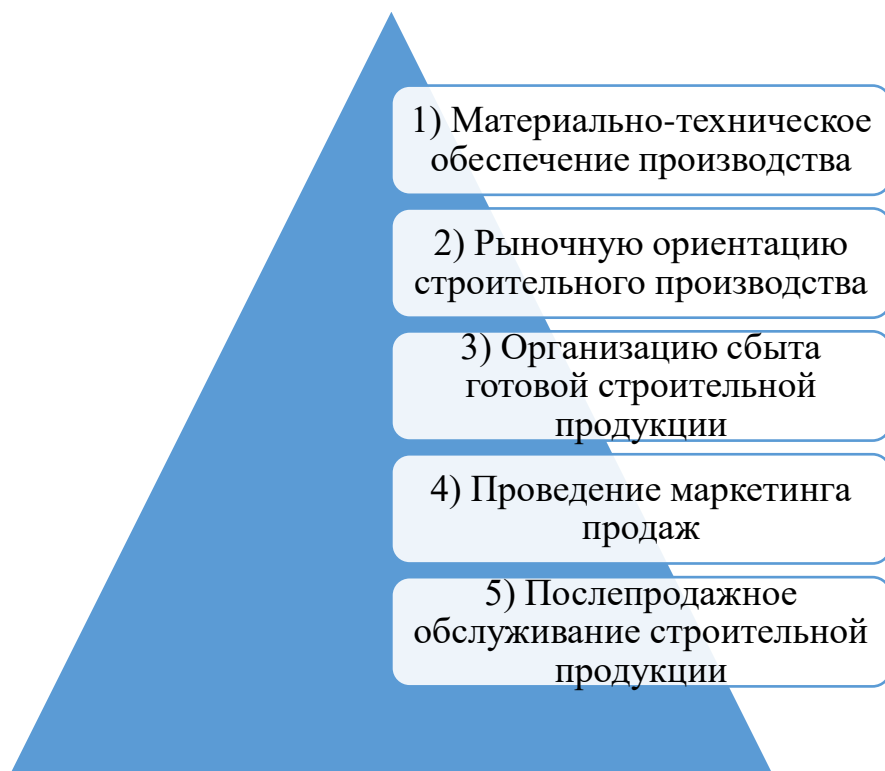 1) Материально-техническое
обеспечение производства
2) Рыночную ориентацию
строительного производства
3) Организацию сбыта
готовой строительной
продукции
4) Проведение маркетинга
продаж
5) Послепродажное
обслуживание строительной
продукции